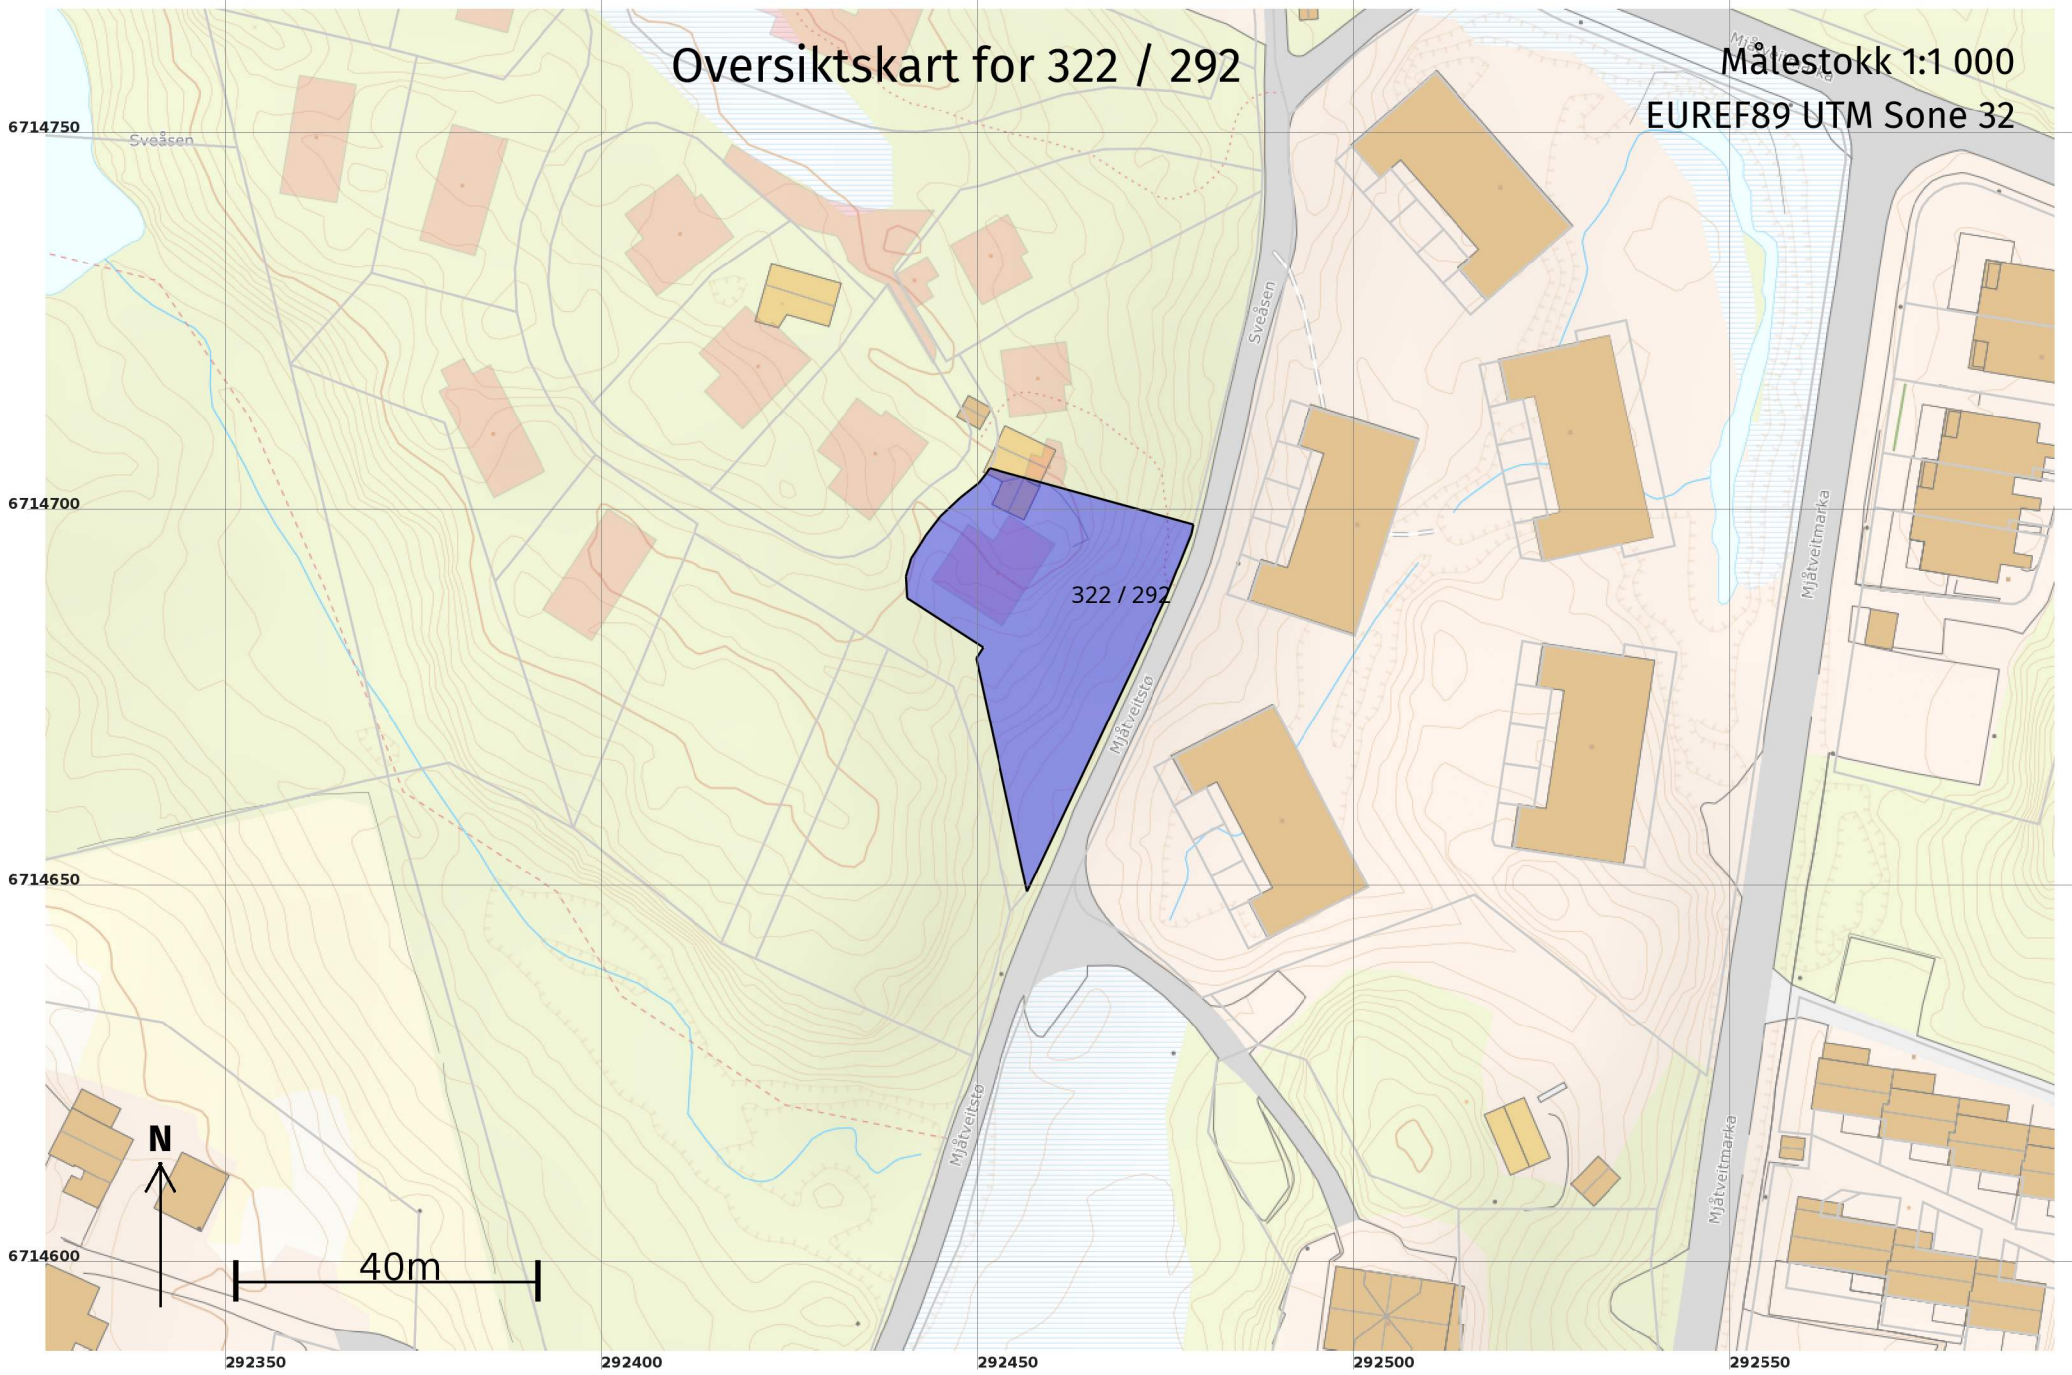 Mjåtveitmarka
Oversiktskart for 322 / 292
Målestokk 1:1 000
EUREF89 UTM Sone 32
6714750
Sveåsen
Sveåsen
6714700
Mjåtveitmarka
322 / 292
Mjåtveitstø
6714650
Mjåtveitstø
Mjåtveitmarka
N
6714600
40m
292350
292400
292450
292500
292550